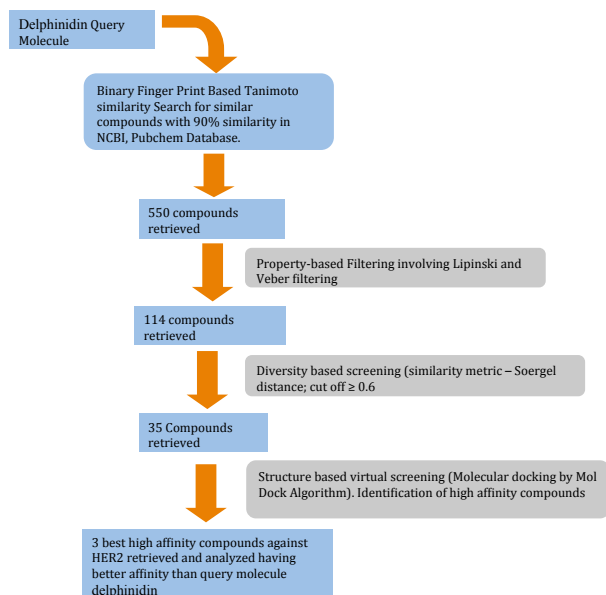 Delphinidin Query
Molecule
Binary Finger Print Based Tanimoto
similarity Search for similar
compounds with 90% similarity in
NCBI, Pubchem Database.
550 compounds
retrieved
Property-based Filtering involving Lipinski and
Veber filtering
114 compounds
retrieved
Diversity based screening (similarity metric – Soergel
distance; cut off ≥ 0.6
35 Compounds
retrieved
Structure based virtual screening (Molecular docking by Mol
Dock Algorithm). Identification of high affinity compounds
3 best high affinity compounds against
HER2 retrieved and analyzed having
better affinity than query molecule
delphinidin